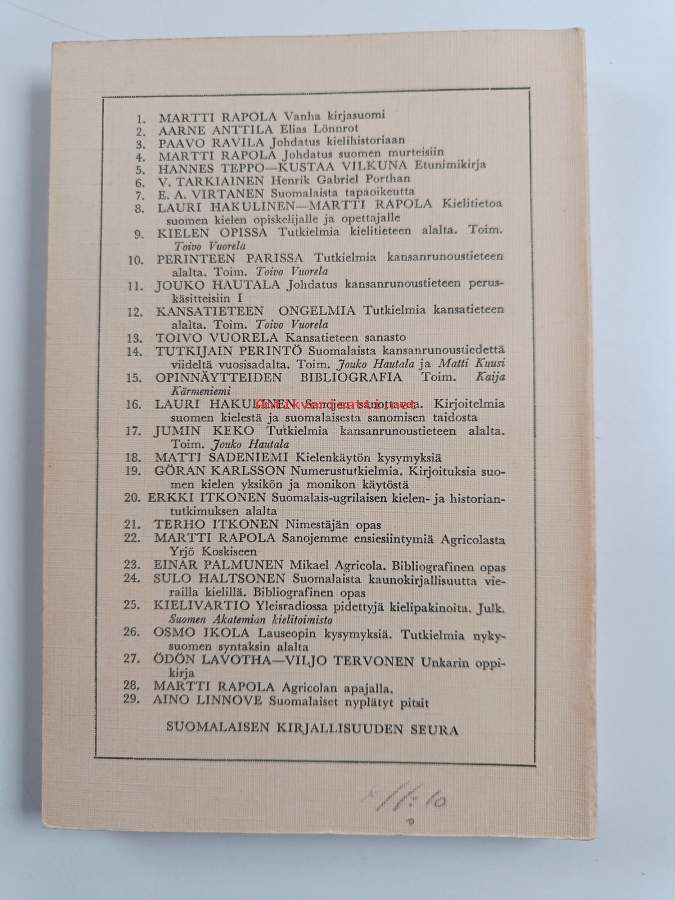 1. MARTTI RAPOLA Vanha kirjasuomi
2. AARNE ANTTILA Elias Lönnrot
3. PAAVO RAVILA Johdatus kielihistoriaan
4. MARTTI RAPOLA Johdatus suomen murteisiin
5. HANNES TEPPO—KUSTAA VILKUNA Etunimikirja
6. V. TARKIAINEN Henrik Gabriel Porthan
7. E. A. VIRTANEN Suomalaista tapaoikeutta
8. LAURI HAKULINEN—MARTTI RAPOLA Kielitietoa
suomen kielen opiskelijalle ja opettajalle
9. KIELEN OPISSA Tutkielmia kielitieteen alalta. Toim.
Toivo Vuorela
10. PERINTEEN PARISSA Tutkielmia kansanrunoustieteen
alalta. Toim. Toivo Vuorela
11. JOUKO HAUTALA Johdatus kansanrunoustieteen perus-
käsitteisiin I
12. KANSATIETEEN ONGELMIA Tutkielmia kansatieteen
alalta. Toim. Toivo Vuorela
13. TOIVO VUORELA Kansatieteen sanasto
14. TUTKIJAIN PERINTÖ Suomalaista kansanrunoustiedettä
viideltä vuosisadalta. Toim. Jouko Hautala ja Matti Kuusi
15. OPINNÄYTTEIDEN BIBLIOGRAFIA Toim. Kaija
Kärmeniemi
16. LAURI HAKULINEN Sanojen Kirjoitelmia
suomen kielestä ja suomalaisesta sanomisen taidosta
17. JUMIN KEKO Tutkielmia kansanrunoustieteen alalta.
Toim. Jouko Hautala
18. MATTI SADENIEMI Kielenkäytön kysymyksiä
19. GÖRAN KARLSSON Numerustutkielmia. Kirjoituksia suo-
men kielen yksikön ja monikon käytöstä
20. ERKKI ITKONEN Suomalais-ugrilaisen kielen- ja historian-
tutkimuksen alalta
21. TERHO ITKONEN Nimestäjän opas
22. MARTTI RAPOLA Sanojemme ensiesiintymiä Agricolasta
Yrjö Koskiseen
23. EINAR PALMUNEN Mikael Agricola. Bibliografinen opas
24. SULO HALTSONEN Suomalaista kaunokirjallisuutta vie-
railla kielillä. Bibliografinen opas
25. KIELIVARTIO Yleisradiossa pidettyjä kielipakinoita. Julk.
Suomen Akatemian kielitoimisto
26. OSMO IKOLA Lauseopin kysymyksiä. Tutkielmia nyky-
suomen syntaksin alalta
27. ÖDÖN LAVOTHA—VILJO TERVONEN Unkarin oppi-
kirja
28. MARTTI RAPOLA Agricolan apajalla.
29. AINO LINNOVE Suomalaiset nyplätyt pitsit
SUOMALAISEN KIRJALLISUUDEN SEURA